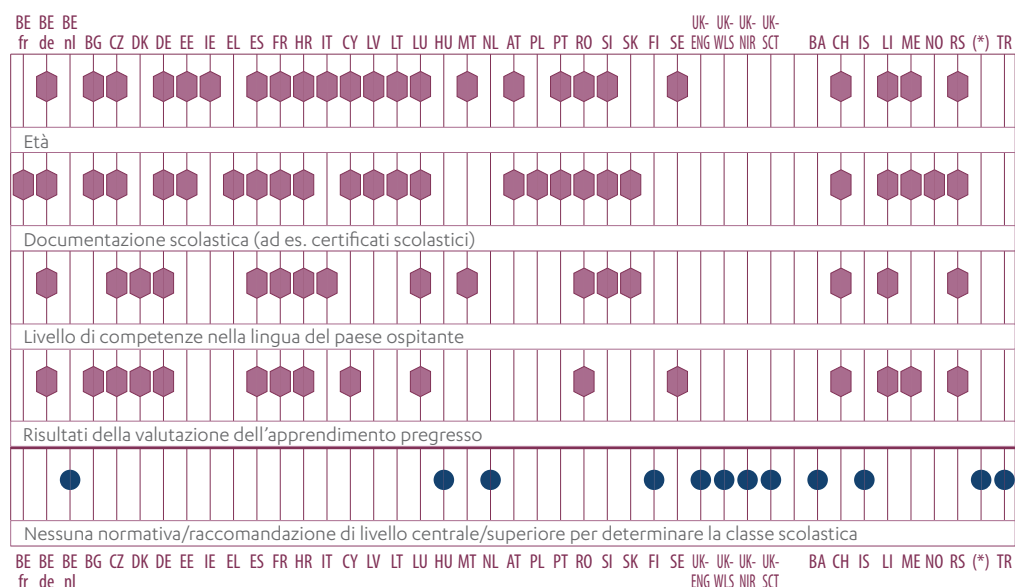 BE BE BE UK- UK- UK- UK-
fr de nl BG CZ DK DE EE IE EL ES FR HR IT CY LV LT LU HU MT NL AT PL PT RO SI SK FI SE ENG WLS NIR SCT BA CH IS LI ME NO RS (*) TR
Età
Documentazione scolastica (ad es. certificati scolastici)
Livello di competenze nella lingua del paese ospitante
Risultati della valutazione dell’apprendimento pregresso
Nessuna normativa/raccomandazione di livello centrale/superiore per determinare la classe scolastica
BE BE BE BG CZ DK DE EE IE EL ES FR HR IT CY LV LT LU HU MT NL AT PL PT RO SI SK FI SE UK- UK- UK- UK- BA CH IS LI ME NO RS (*) TR
fr de nl ENG WLS NIR SCT